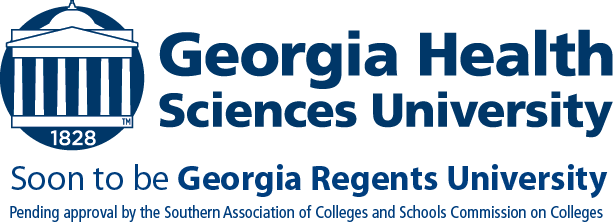 Georgia Health
Sciences University
1828
TM
Soon to be Georgia Regents University
Pending approval by the Southern Association of Colleges and Schools Commission on Colleges